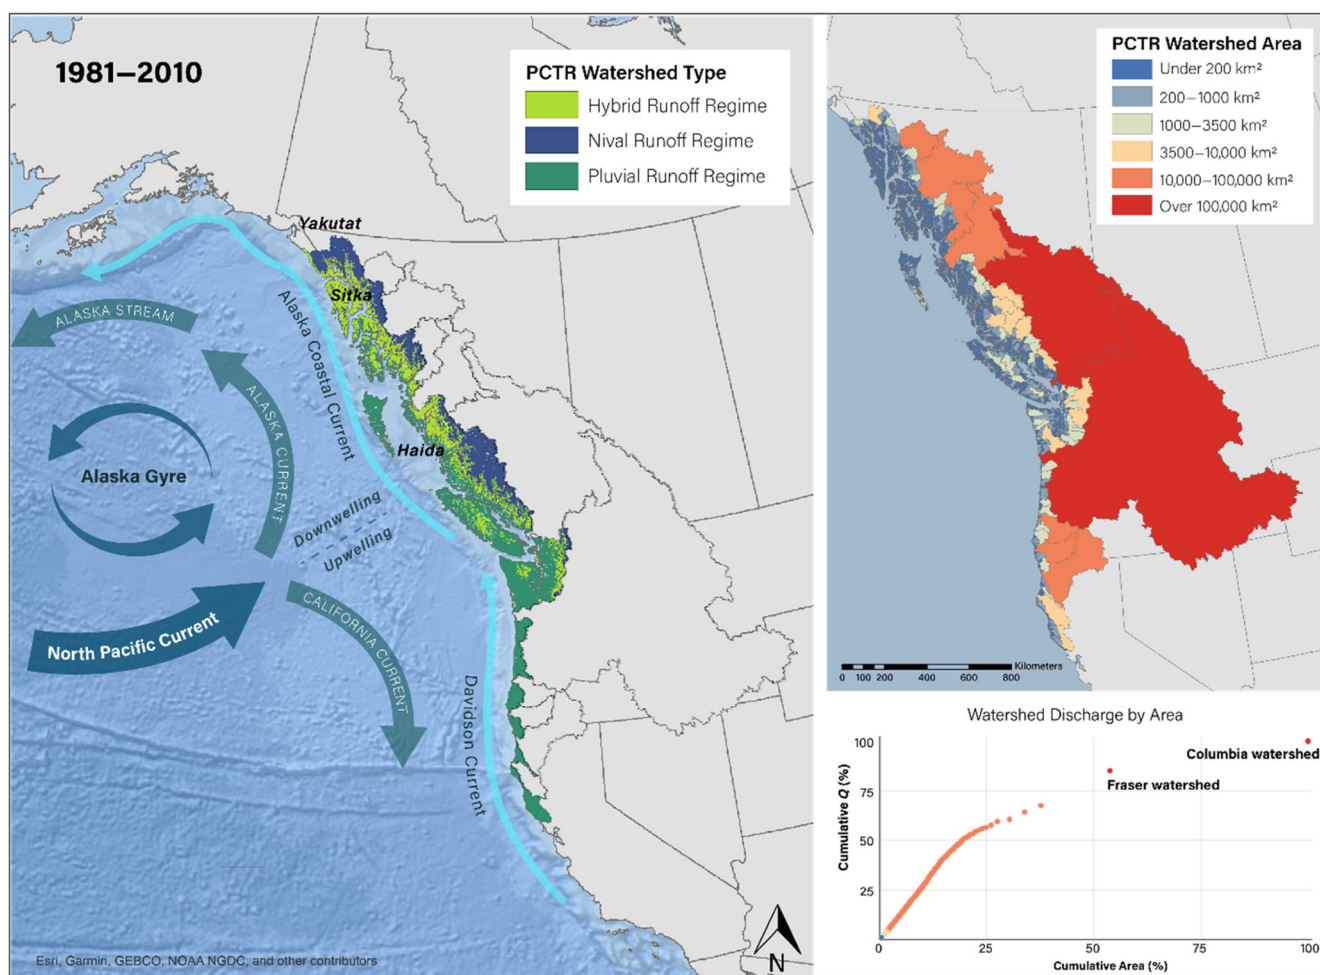 1981–2010
PCTR Watershed Type
Hybrid Runoff Regime
Nival Runoff Regime
Pluvial Runoff Regime
Yakutat
Sitka
Haida
ALASKA STREAM
ALASKA CURRENT
Alaska Coastal Current
Alaska Gyre
Downwelling
Upwelling
North Pacific Current
CALIFORNIA CURRENT
Davidson Current
N
Esri, Garmin, GEBCO, NOAA NGDC, and other contributors
PCTR Watershed Area
Under 200 km²
200–1000 km²
1000–3500 km²
3500–10,000 km²
10,000–100,000 km²
Over 100,000 km²
Kilometers
0 100 200 400 600 800
Watershed Discharge by Area
Cumulative Q (%)
100
75
50
25
Columbia watershed
Fraser watershed
0 25 50 75 100
Cumulative Area (%)